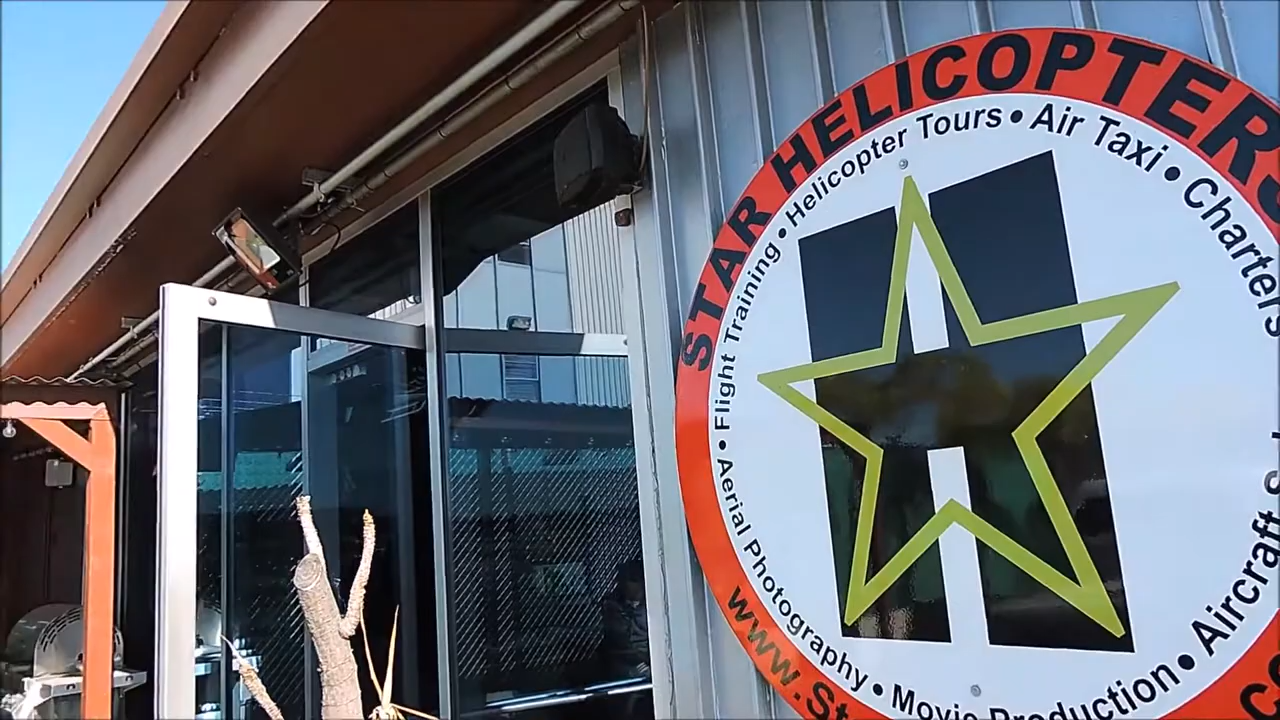 STAR HELICOPTERS
• Flight Training • Helicopter Tours • Air Taxi • Charters
• Aerial Photography • Movie Production • Aircraft
www.St